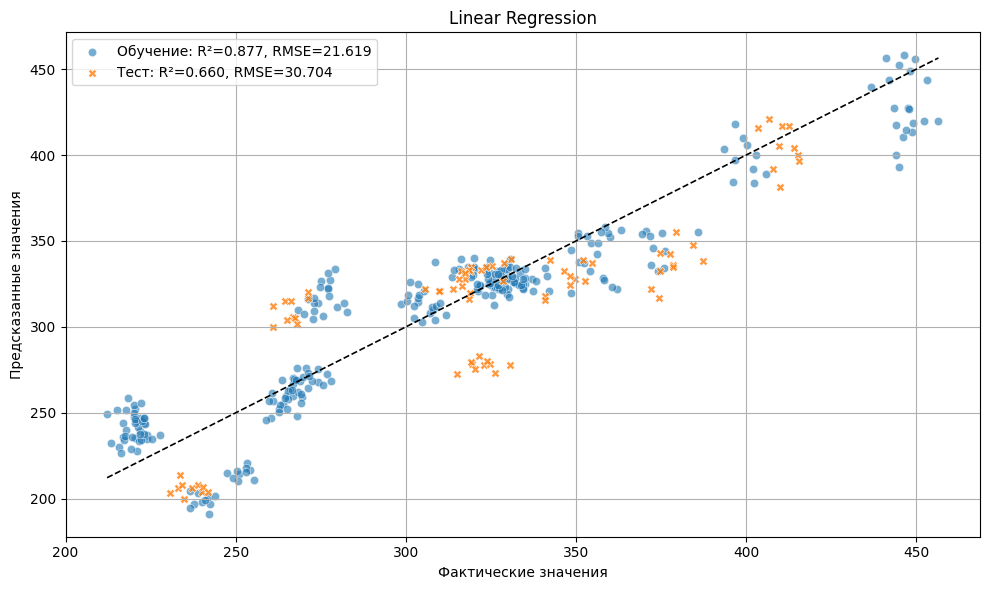 Linear Regression
Обучение: R²=0.877, RMSE=21.619
Тест: R²=0.660, RMSE=30.704
Предсказанные значения
450
400
350
300
250
200
200 250 300 350 400 450
Фактические значения